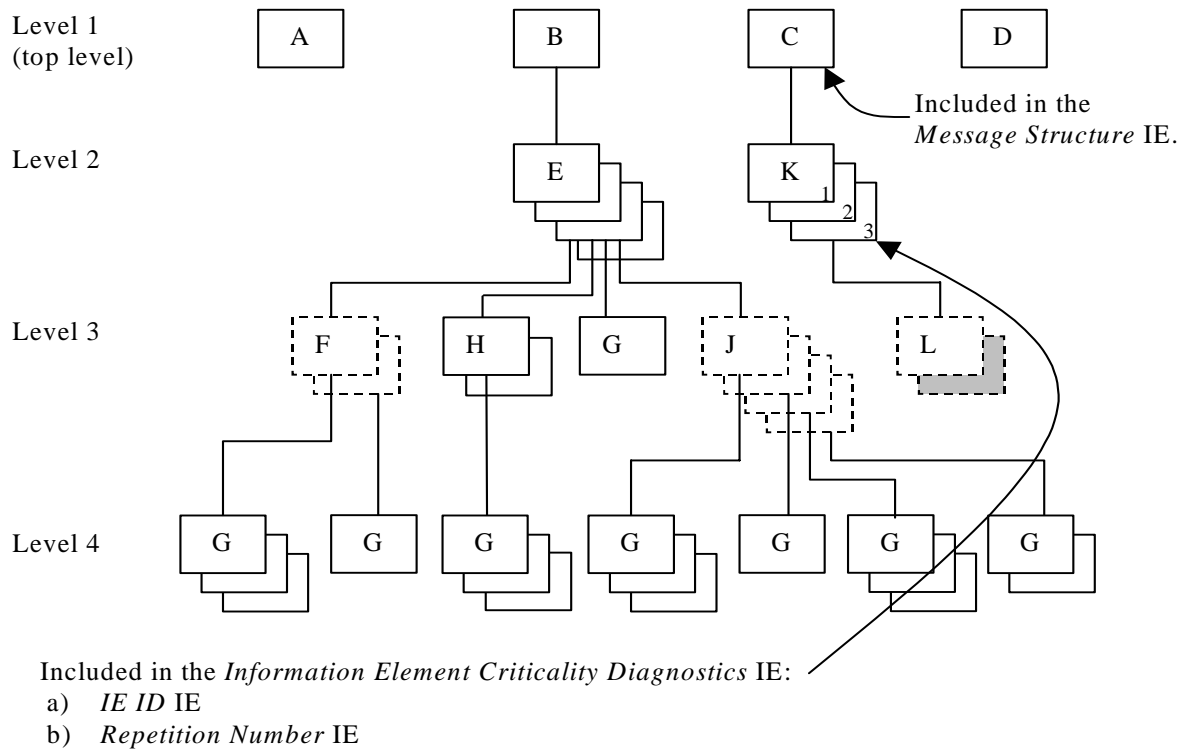 Level 1
(top level)
A
B
C
D
Included in the
Message Structure IE.
Level 2
E
K
1
2
3
Level 3
F
H
G
J
L
Level 4
G
G
G
G
G
G
G
Included in the Information Element Criticality Diagnostics IE:
a) IE ID IE
b) Repetition Number IE